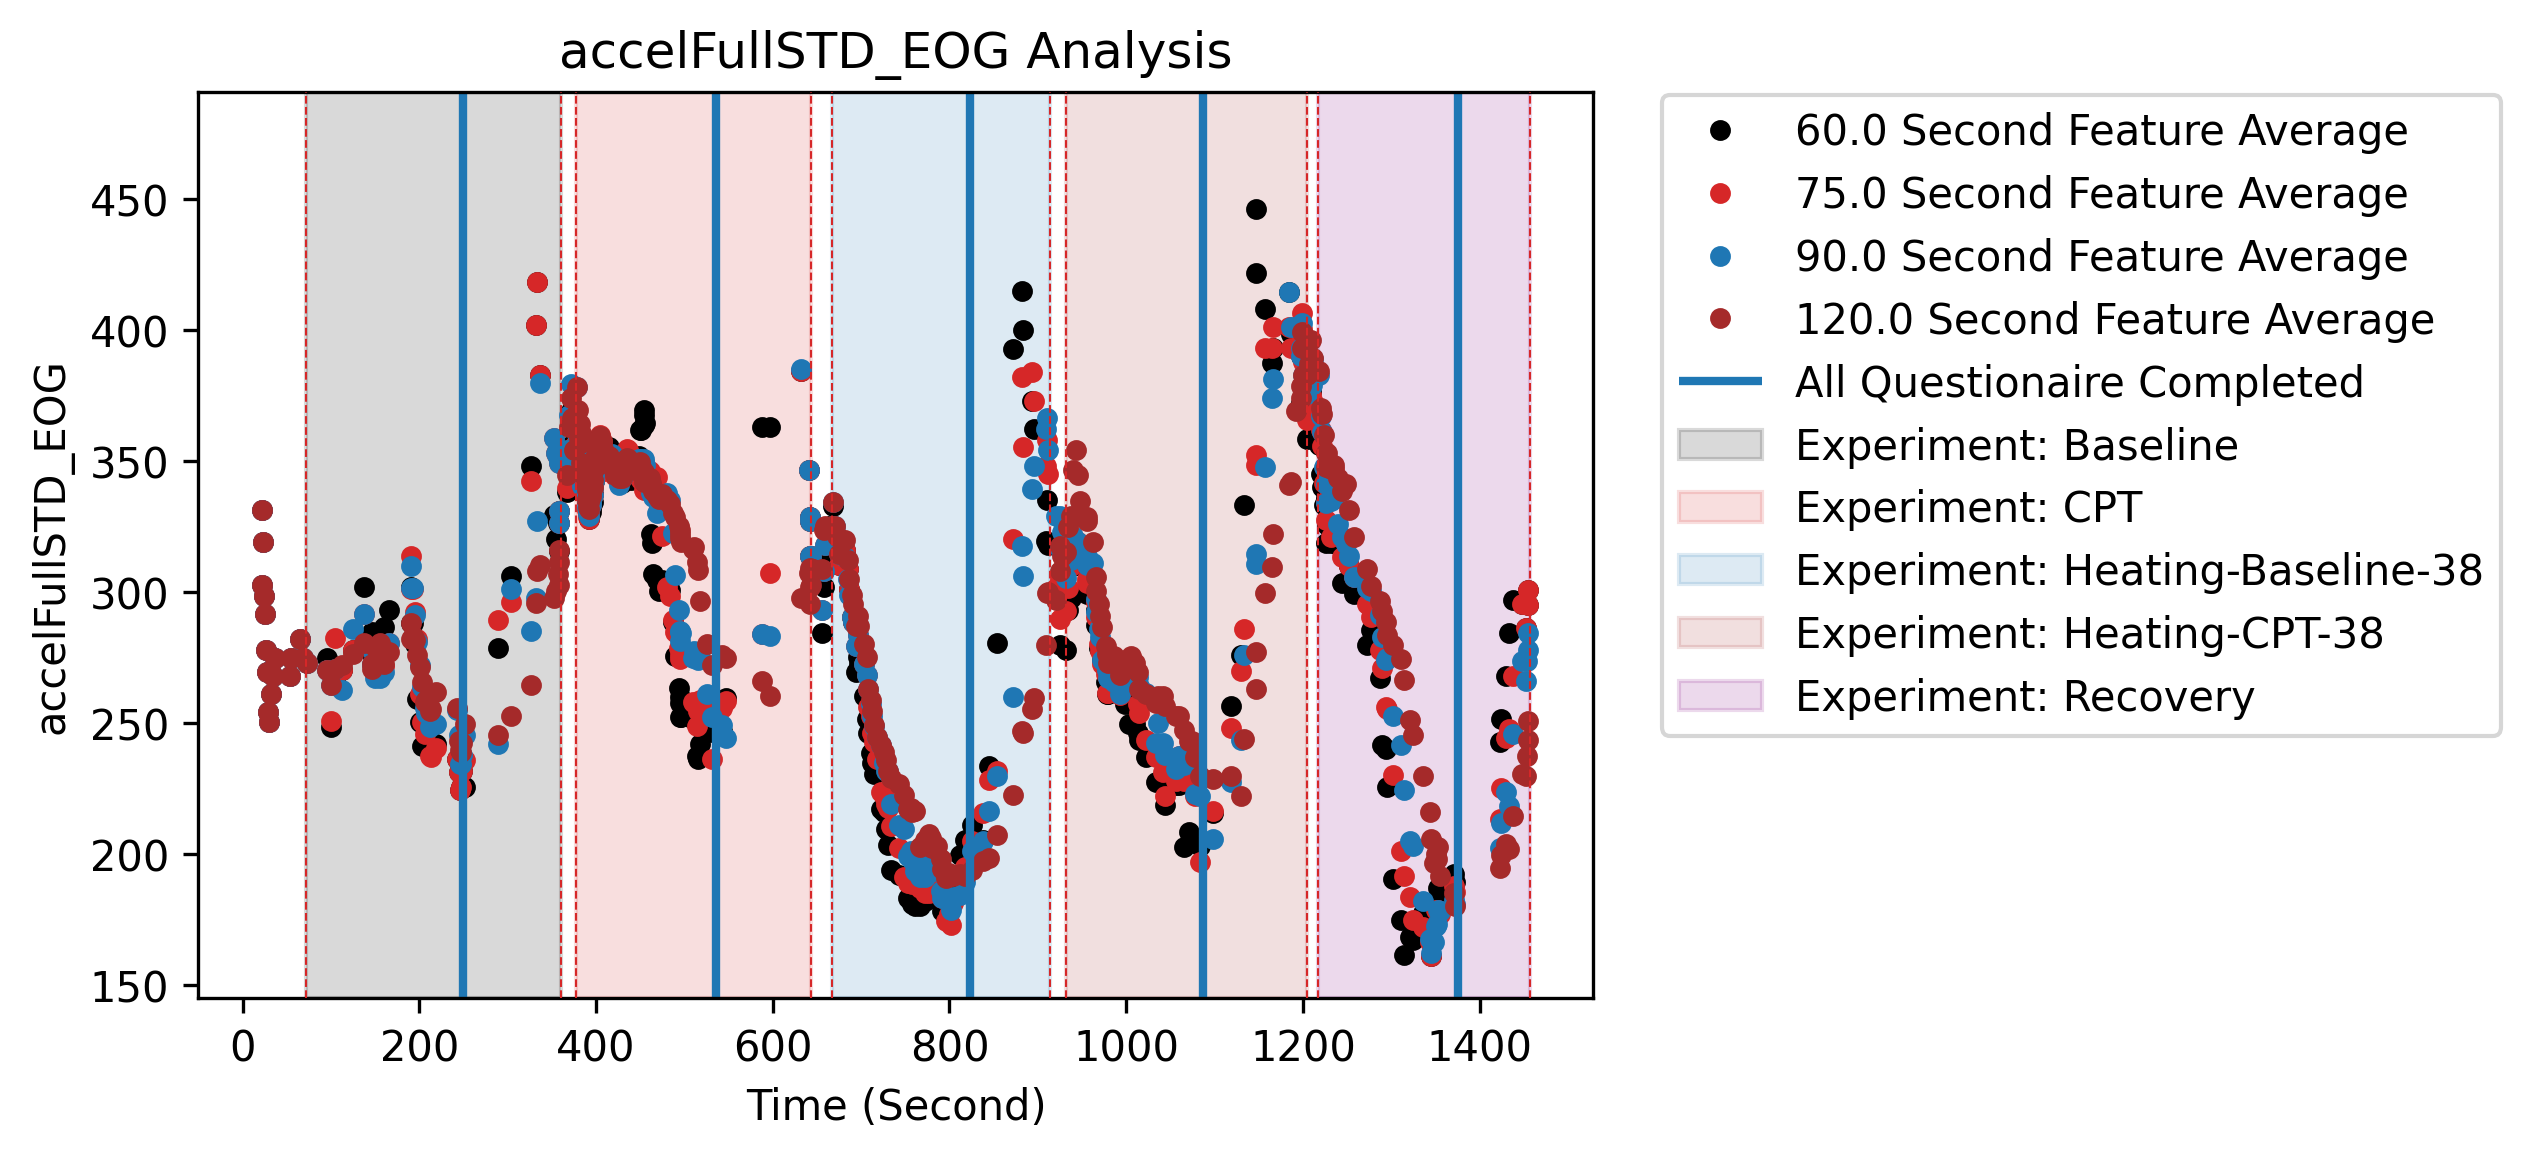 accelFullSTD_EOG Analysis
accelFullSTD_EOG
450
400
350
300
250
200
150
0 200 400 600 800 1000 1200 1400
Time (Second)
60.0 Second Feature Average
75.0 Second Feature Average
90.0 Second Feature Average
120.0 Second Feature Average
All Questionaire Completed
Experiment: Baseline
Experiment: CPT
Experiment: Heating-Baseline-38
Experiment: Heating-CPT-38
Experiment: Recovery